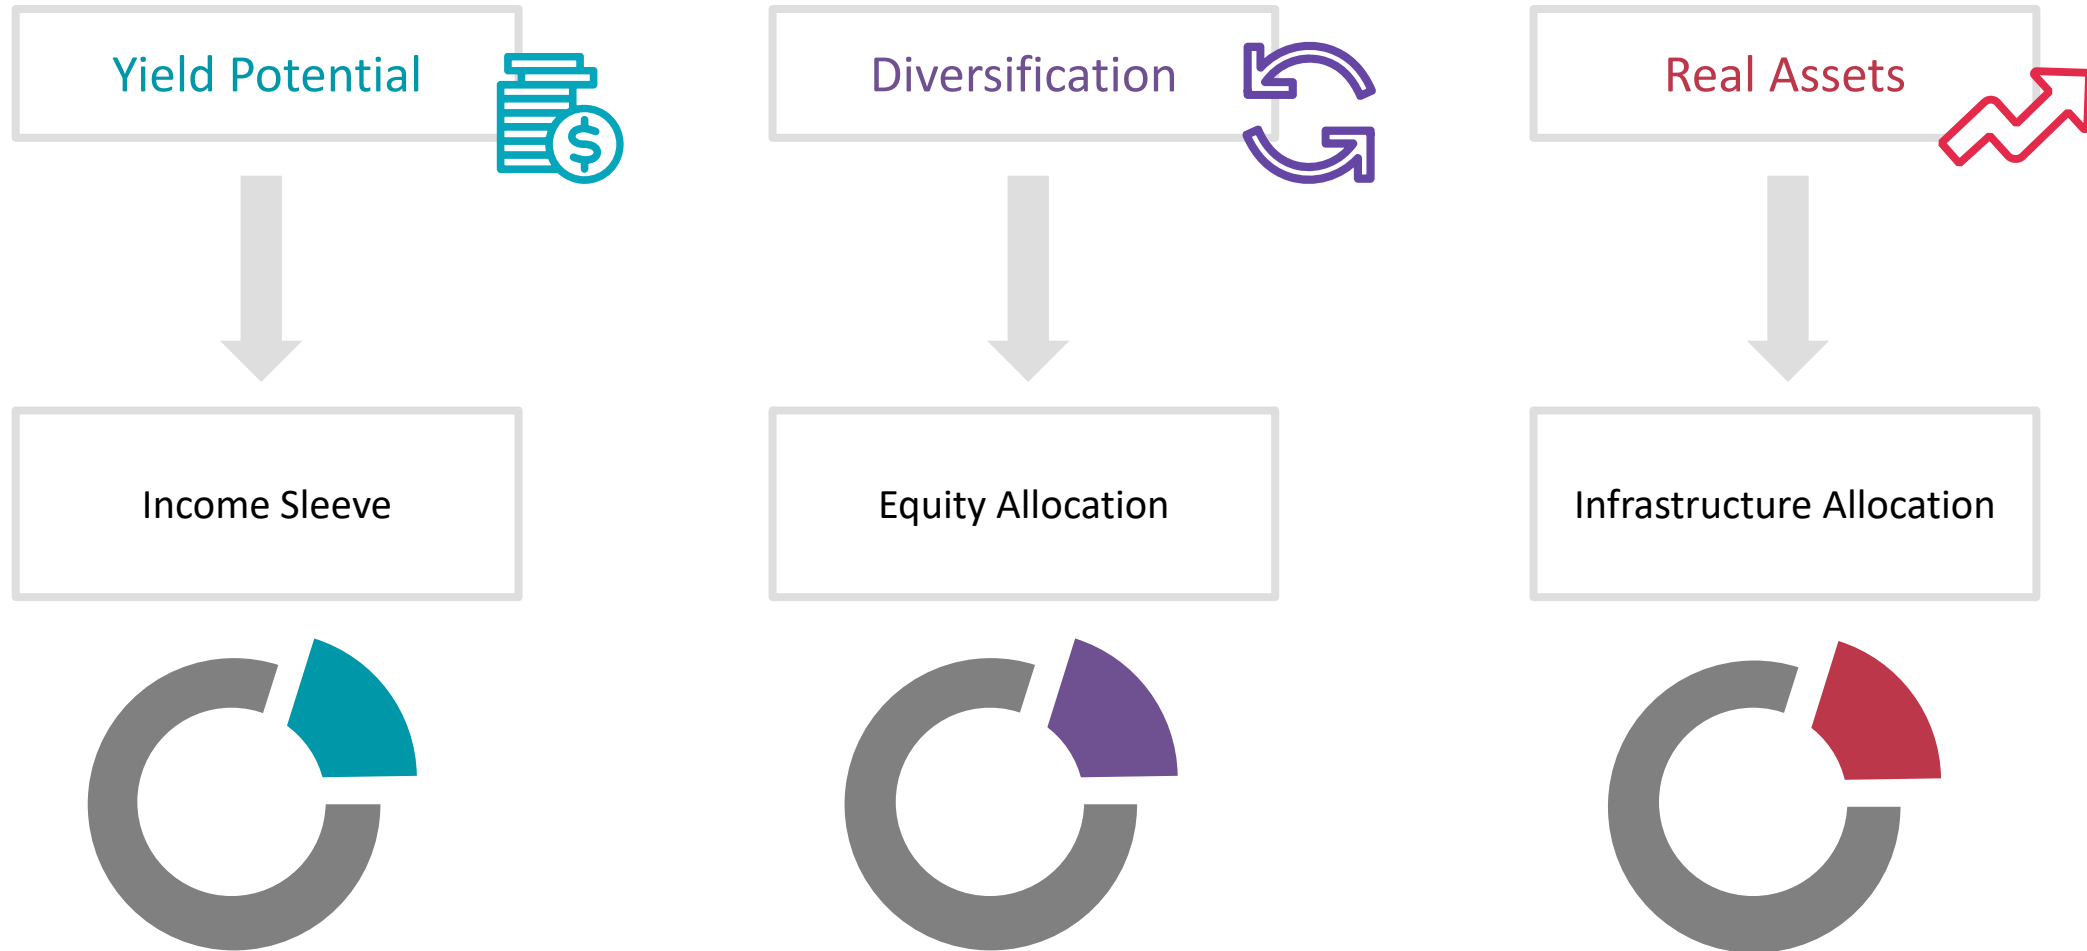 Yield Potential
Diversification
Real Assets
$
Income Sleeve
Equity Allocation
Infrastructure Allocation